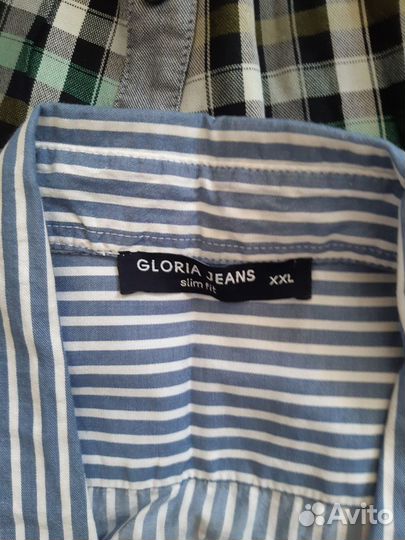 GLORIA JEANS
slim fit
XXL
Avito